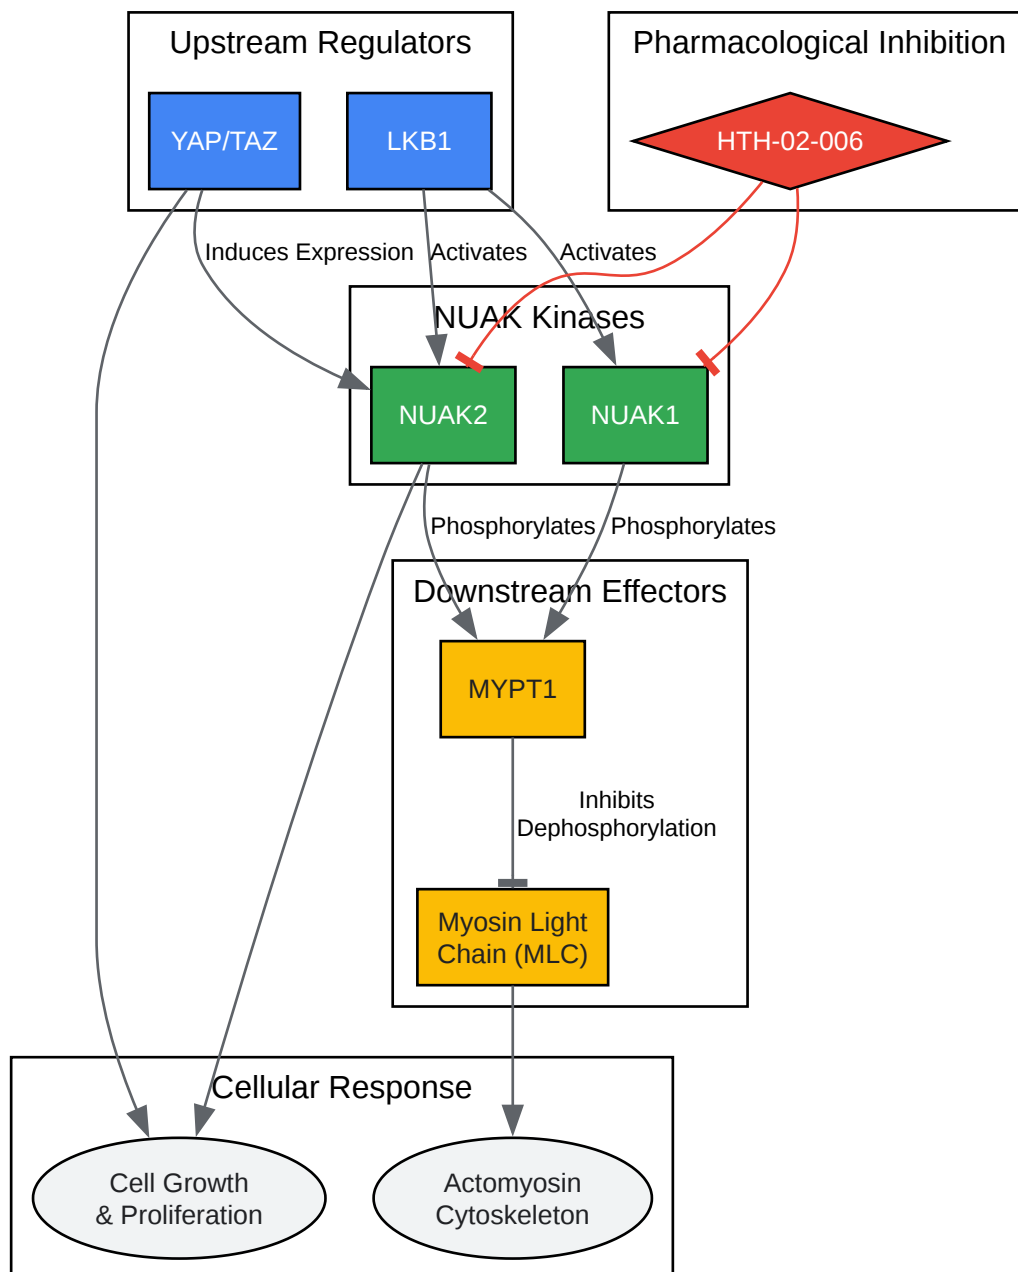 Upstream Regulators
Pharmacological Inhibition
YAP/TAZ
LKB1
HTH-02-006
Induces Expression
Activates
Activates
NUAK Kinases
NUAK2
NUAK1
Phosphorylates
Phosphorylates
Downstream Effectors
MYPT1
Inhibits
Dephosphorylation
Myosin Light
Chain (MLC)
Cellular Response
Cell Growth
& Proliferation
Actomyosin
Cytoskeleton